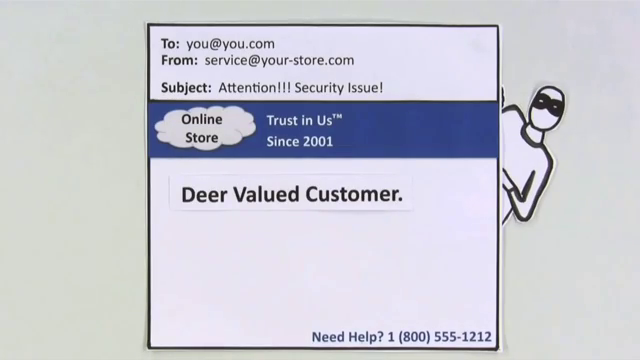 To: you@you.com
From: service@your-store.com
Subject: Attention!!! Security Issue!
Online
Store
Trust in Us™
Since 2001
Deer Valued Customer.
Need Help? 1 (800) 555-1212